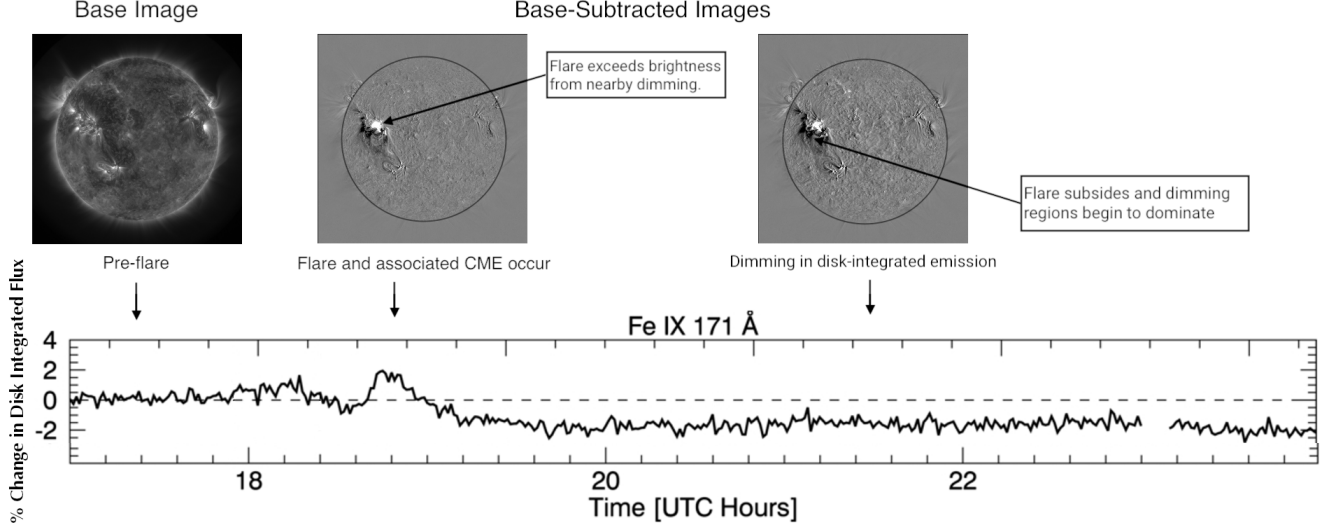 Base Image
Base-Subtracted Images
Flare exceeds brightness
from nearby dimming.
Flare subsides and dimming
regions begin to dominate
Pre-flare
Flare and associated CME occur
Dimming in disk-integrated emission
% Change in Disk Integrated Flux
Fe IX 171 Å
4
2
0
-2
18
20
22
Time [UTC Hours]